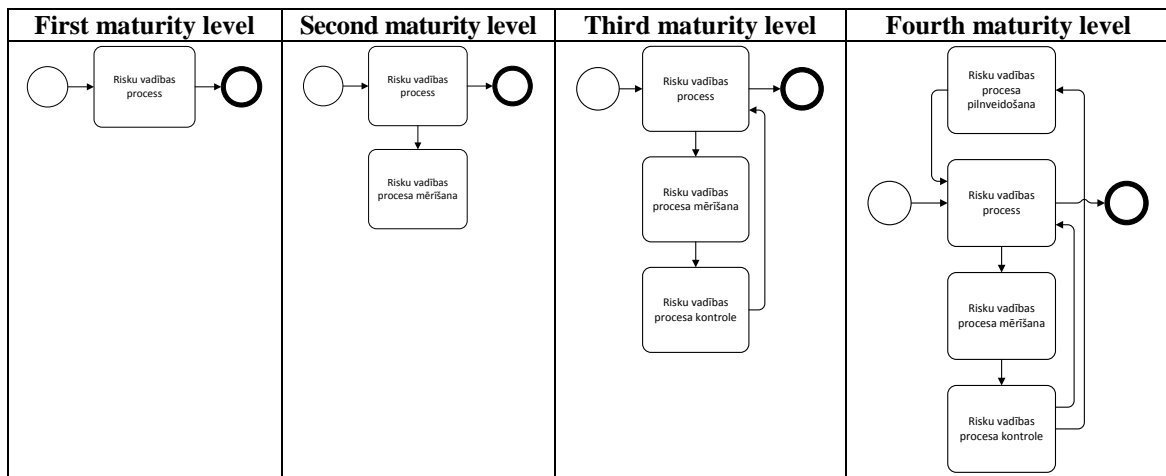 First maturity level
Second maturity level
Third maturity level
Fourth maturity level
Risku vadības
process
Risku vadības
process
Risku vadības
procesa mērīšana
Risku vadības
process
Risku vadības
procesa mērīšana
Risku vadības
procesa kontrole
Risku vadības
procesa
pilnveidošana
Risku vadības
process
Risku vadības
procesa mērīšana
Risku vadības
procesa kontrole